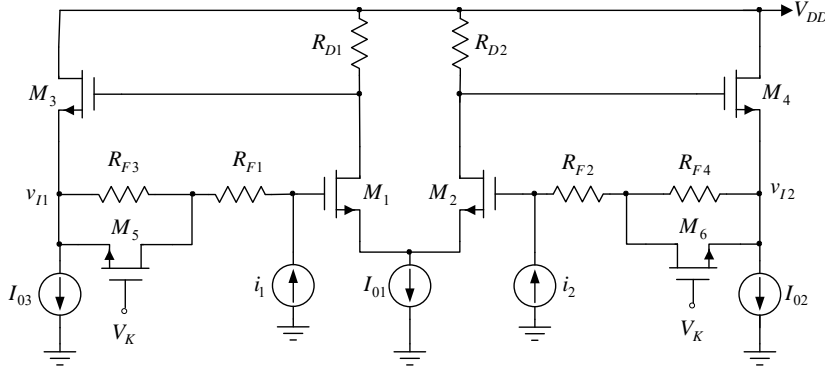 V_DD
R_D1
R_D2
M_3
M_4
R_F3
R_F1
R_F2
R_F4
v_I1
M_1
M_2
v_I2
M_5
M_6
I_03
i_1
I_01
i_2
I_02
V_K
V_K